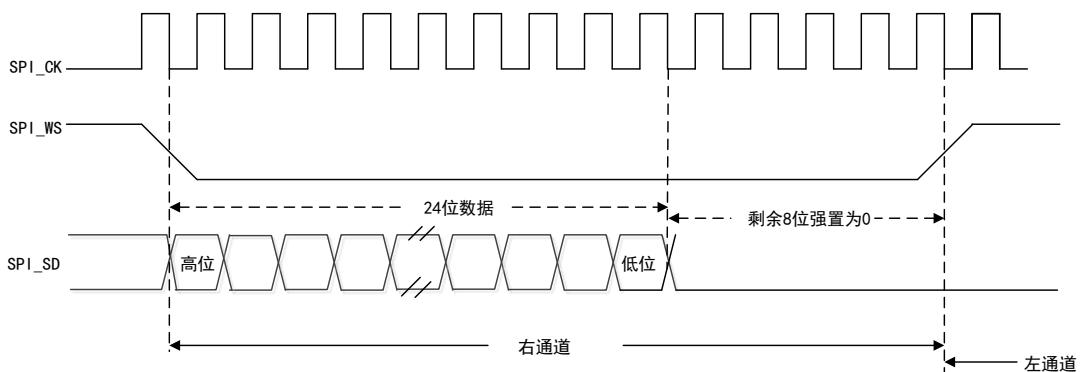 SPI_CK
SPI_WS
24位数据
剩余8位强置为0
SPI_SD
高位
低位
右通道
左通道